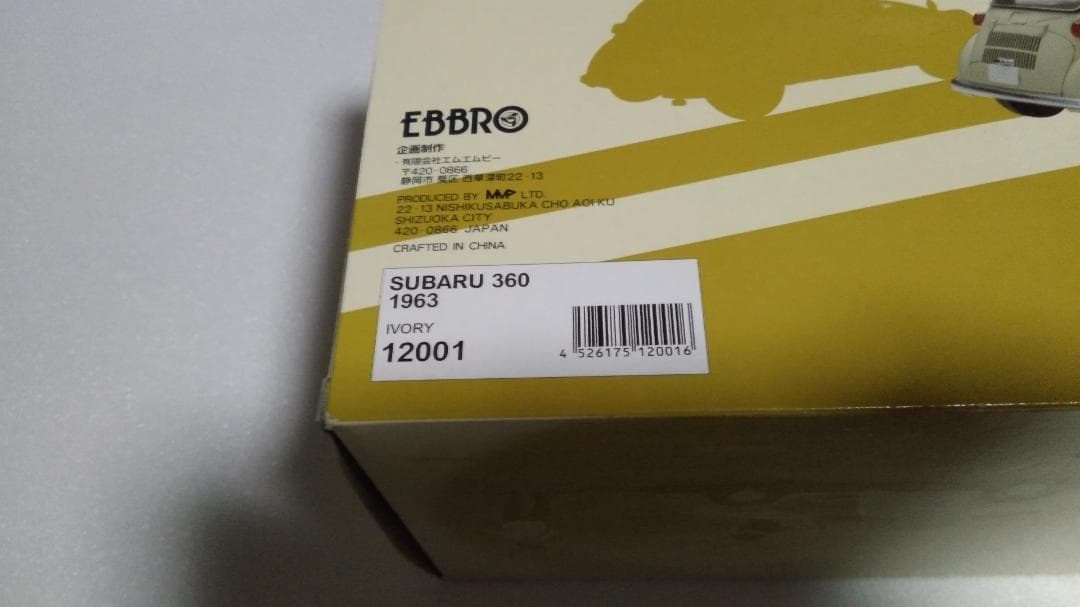 EBBRO
企画制作
有限会社エムエムピー
〒420-0866
静岡市 葵区 西草深町22-13
PRODUCED BY MMP LTD.
22-13 NISHIKUSABUKA CHO AOI KU
SHIZUOKA CITY
420-0866 JAPAN
CRAFTED IN CHINA
SUBARU 360
1963
IVORY
12001
4 526175 120016